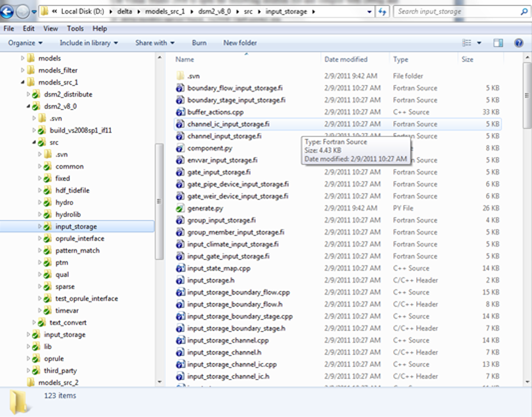 « Local Disk (D:) ▸ delta ▸ models_src_1 ▸ dsm2_v8_0 ▸ src ▸ input_storage ▸
Search input_storage
File Edit View Tools Help
Organize Include in library Share with Burn New folder
models
models_filter
models_src_1
dsm2_distribute
dsm2_v8_0
.svn
build_vs2008sp1_if11
src
.svn
common
fixed
hdf_tidefile
hydro
hydrolib
input_storage
oprule_interface
pattern_match
ptm
qual
sparse
test_oprule_interface
timevar
text_convert
input_storage
lib
oprule
third_party
models_src_2
Name Date modified Type Size
.svn 2/9/2011 9:42 AM File folder
boundary_flow_input_storage.fi 2/9/2011 10:27 AM Fortran Source 5 KB
boundary_stage_input_storage.fi 2/9/2011 10:27 AM Fortran Source 5 KB
buffer_actions.cpp 2/9/2011 10:27 AM C++ Source 33 KB
channel_ic_input_storage.fi 2/9/2011 10:27 AM Fortran Source 5 KB
channel_input_storage.fi 2/9/2011 10:27 AM Fortran Source 5 KB
Type: Fortran Source
Size: 4.43 KB
Date modified: 2/9/2011 10:27 AM
component.py 8 KB
envvar_input_storage.fi 5 KB
gate_input_storage.fi 2/9/2011 10:27 AM Fortran Source 5 KB
gate_pipe_device_input_storage.fi 2/9/2011 10:27 AM Fortran Source 6 KB
gate_weir_device_input_storage.fi 2/9/2011 10:27 AM Fortran Source 6 KB
generate.py 2/9/2011 9:42 AM PY File 26 KB
group_input_storage.fi 2/9/2011 10:27 AM Fortran Source 4 KB
group_member_input_storage.fi 2/9/2011 10:27 AM Fortran Source 5 KB
input_climate_input_storage.fi 2/9/2011 10:27 AM Fortran Source 5 KB
input_gate_input_storage.fi 2/9/2011 10:27 AM Fortran Source 5 KB
input_state_map.cpp 2/9/2011 10:27 AM C++ Source 14 KB
input_storage.h 2/9/2011 10:27 AM C/C++ Header 2 KB
input_storage_boundary_flow.cpp 2/9/2011 10:27 AM C++ Source 15 KB
input_storage_boundary_flow.h 2/9/2011 10:27 AM C/C++ Header 8 KB
input_storage_boundary_stage.cpp 2/9/2011 10:27 AM C++ Source 14 KB
input_storage_boundary_stage.h 2/9/2011 10:27 AM C/C++ Header 7 KB
input_storage_channel.cpp 2/9/2011 10:27 AM C++ Source 14 KB
input_storage_channel.h 2/9/2011 10:27 AM C/C++ Header 7 KB
input_storage_channel_ic.cpp 2/9/2011 10:27 AM C++ Source 13 KB
input_storage_channel_ic.h 2/9/2011 10:27 AM C/C++ Header 7 KB
123 items